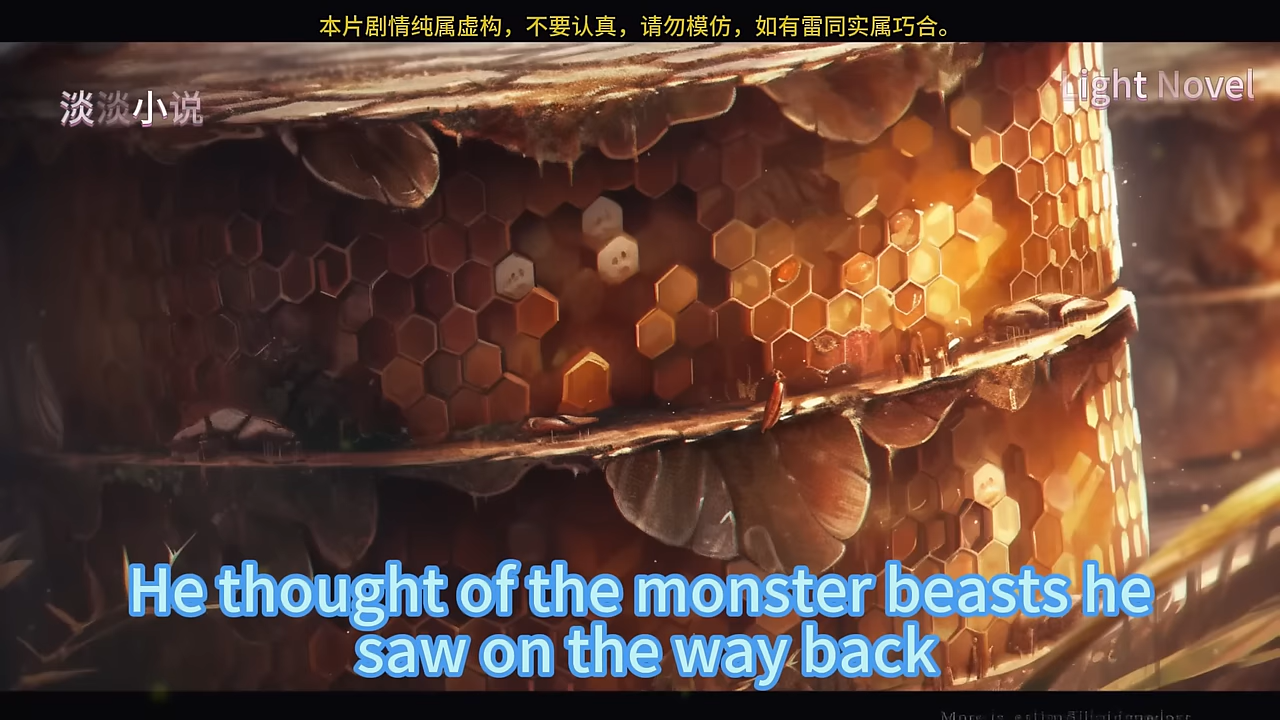 本片剧情纯属虚构，不要认真，请勿模仿，如有雷同实属巧合。
淡淡小说
Light Novel
He thought of the monster beasts he
saw on the way back